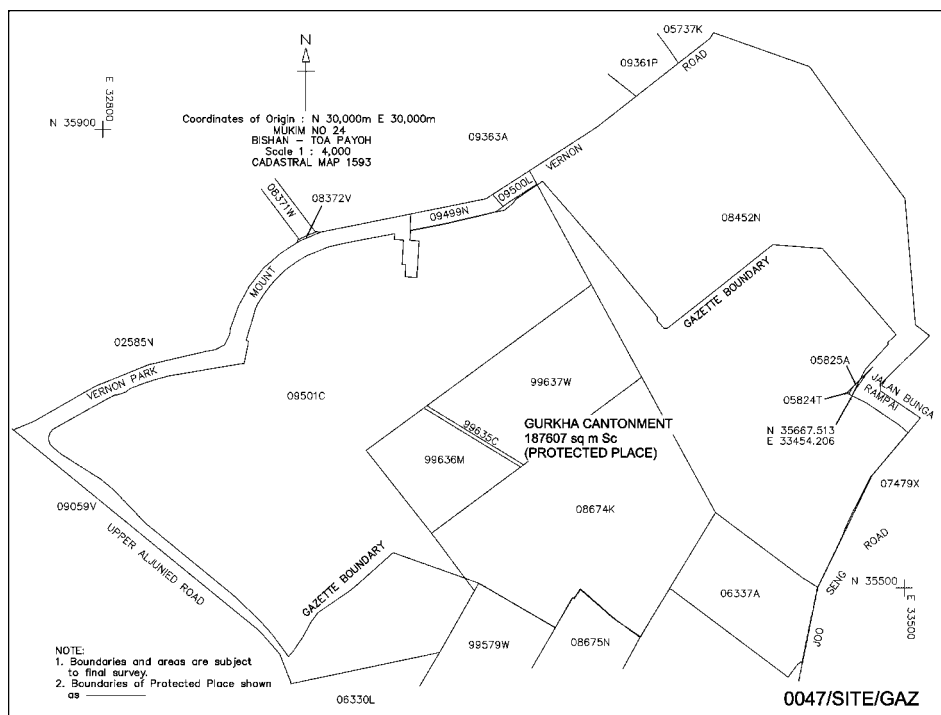 05737K
09361P
ROAD
N
E 32800
N 35900
Coordinates of Origin : N 30,000m E 30,000m
MUKIM NO 24
BISHAN - TOA PAYOH
Scale 1 : 4,000
CADASTRAL MAP 1593
09363A
VERNON
09500L
06371W
08372V
09499N
08452N
MOUNT
GAZETTE BOUNDARY
02585N
VERNON PARK
09501C
99637W
05825A
JALAN BUNGA
RAMPAI
05824T
N 35667.513
E 33454.206
GURKHA CANTONMENT
187607 sq m Sc
(PROTECTED PLACE)
99635C
99636M
07479X
09059V
UPPER ALJUNIED ROAD
08674K
ROAD
SENG
JOO
GAZETTE BOUNDARY
06337A
N 35500
E 33500
99579W
08675N
NOTE:
1. Boundaries and areas are subject
to final survey.
2. Boundaries of Protected Place shown
as
06330L
0047/SITE/GAZ